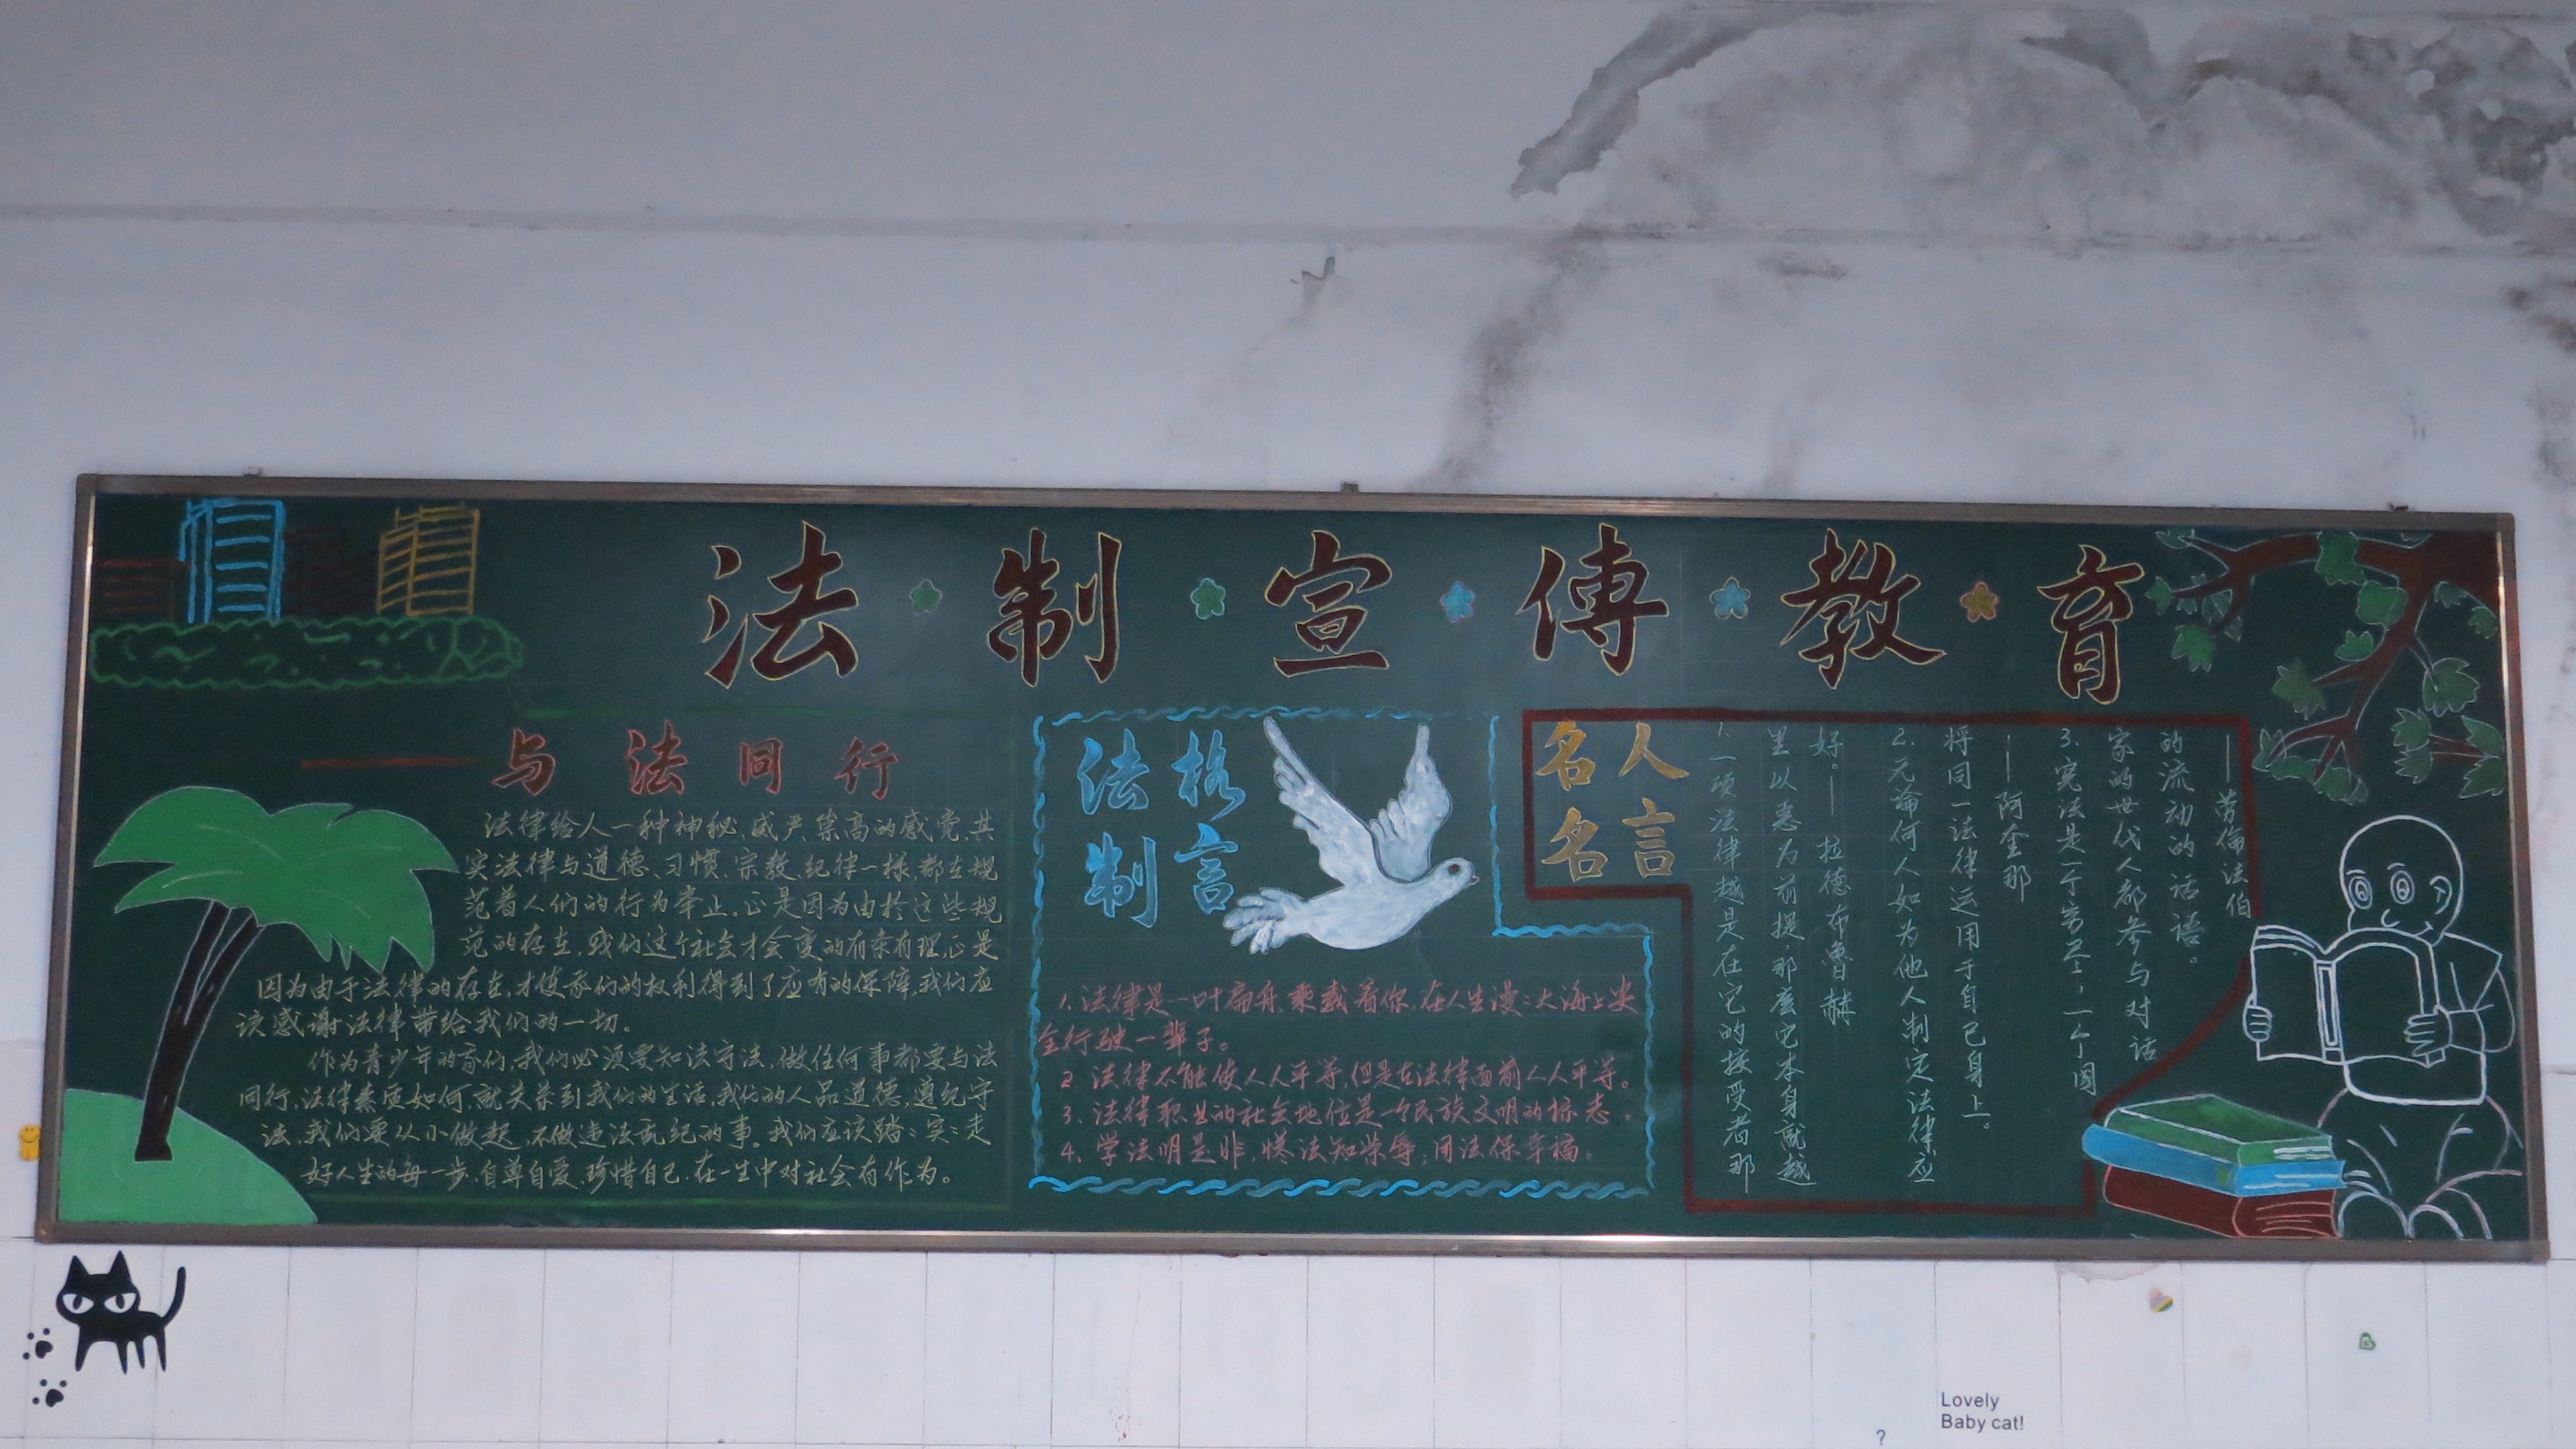 法制宣傳教育
——与法同行
法律给人一种神秘、威严、崇高的感觉,其
实法律与道德、习惯、宗教、纪律一样,都在规
范着人们的行为举止。正是因为由於这些规
范的存在,我们这个社会才会变的有条有理,正是
因为由于法律的存在,才使我们的权利得到了应有的保障,我们应
该感谢法律带给我们的一切。
作为青少年的我们,我们必须要知法守法,做任何事都要与法
同行,法律素质如何,就关系到我们的生活,我们的人品道德,遵纪守
法,我们要从小做起,不做违法乱纪的事。我们应该踏:实:走
好人生的每一步,自尊自爱,珍惜自己,在一生中对社会有作为。
法制
格言
1.法律是一叶扁舟,乘载着你,在人生漫:大海上安
全行驶一辈子。
2.法律不能使人人平等,但是在法律面前人人平等。
3.法律职业的社会地位是一个民族文明的标志。
4.学法明是非,懂法知荣辱;用法保幸福。
名人
名言
1.一项法律越是在它的接受者那
里以恶为前提,那麼它本身就越
好。——拉德布魯赫
2.无论何人如为他人制定法律应
将同一法律运用于自己身上。
——阿奎那
3.宪法是一个
一个国
家的世代人都参与对话
的流动的话语。
——劳倫法伯
Lovely
Baby cat!
?